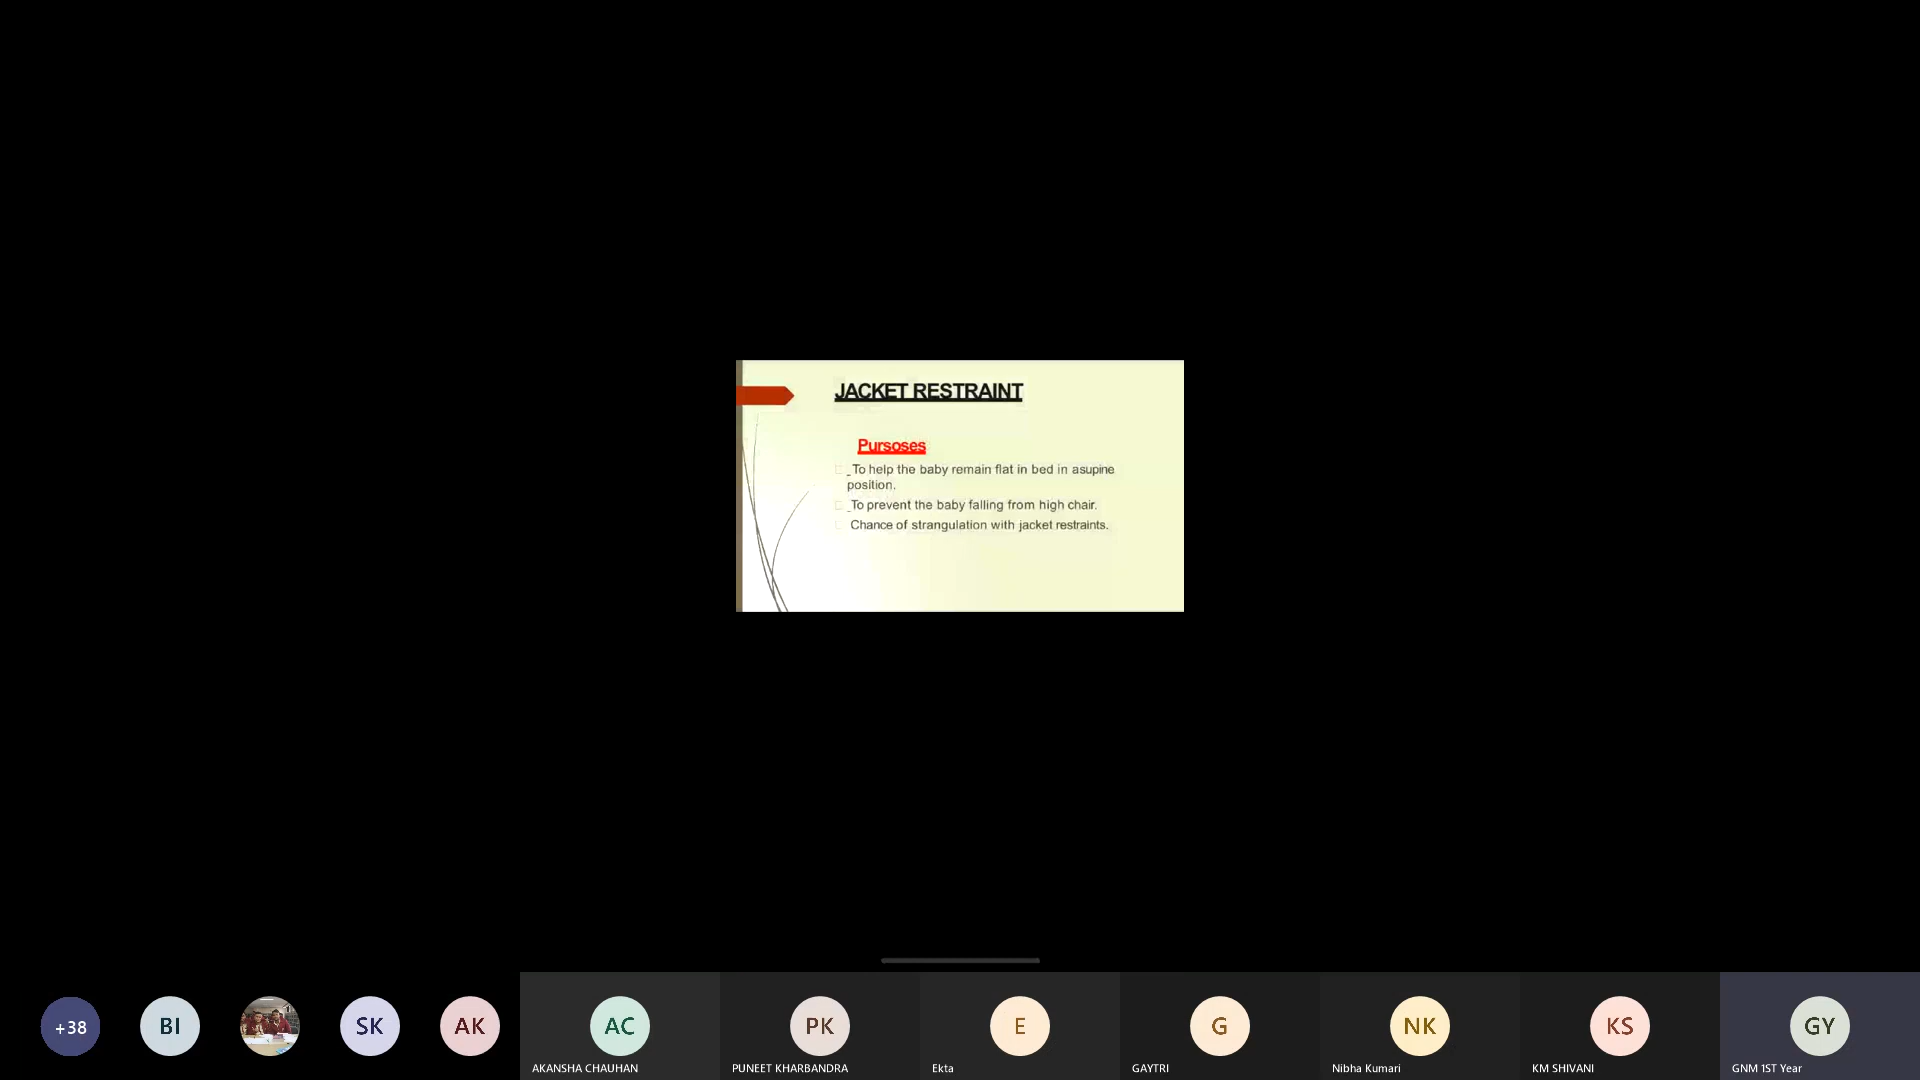 JACKET RESTRAINT
Pursoses
To help the baby remain flat in bed in asupine
position.
To prevent the baby falling from high chair.
Chance of strangulation with jacket restraints.
+38
BI
SK
AK
AC
PK
E
G
NK
KS
GY
AKANSHA CHAUHAN
PUNEET KHARBANDRA
Ekta
GAYTRI
Nibha Kumari
KM SHIVANI
GNM 1ST Year